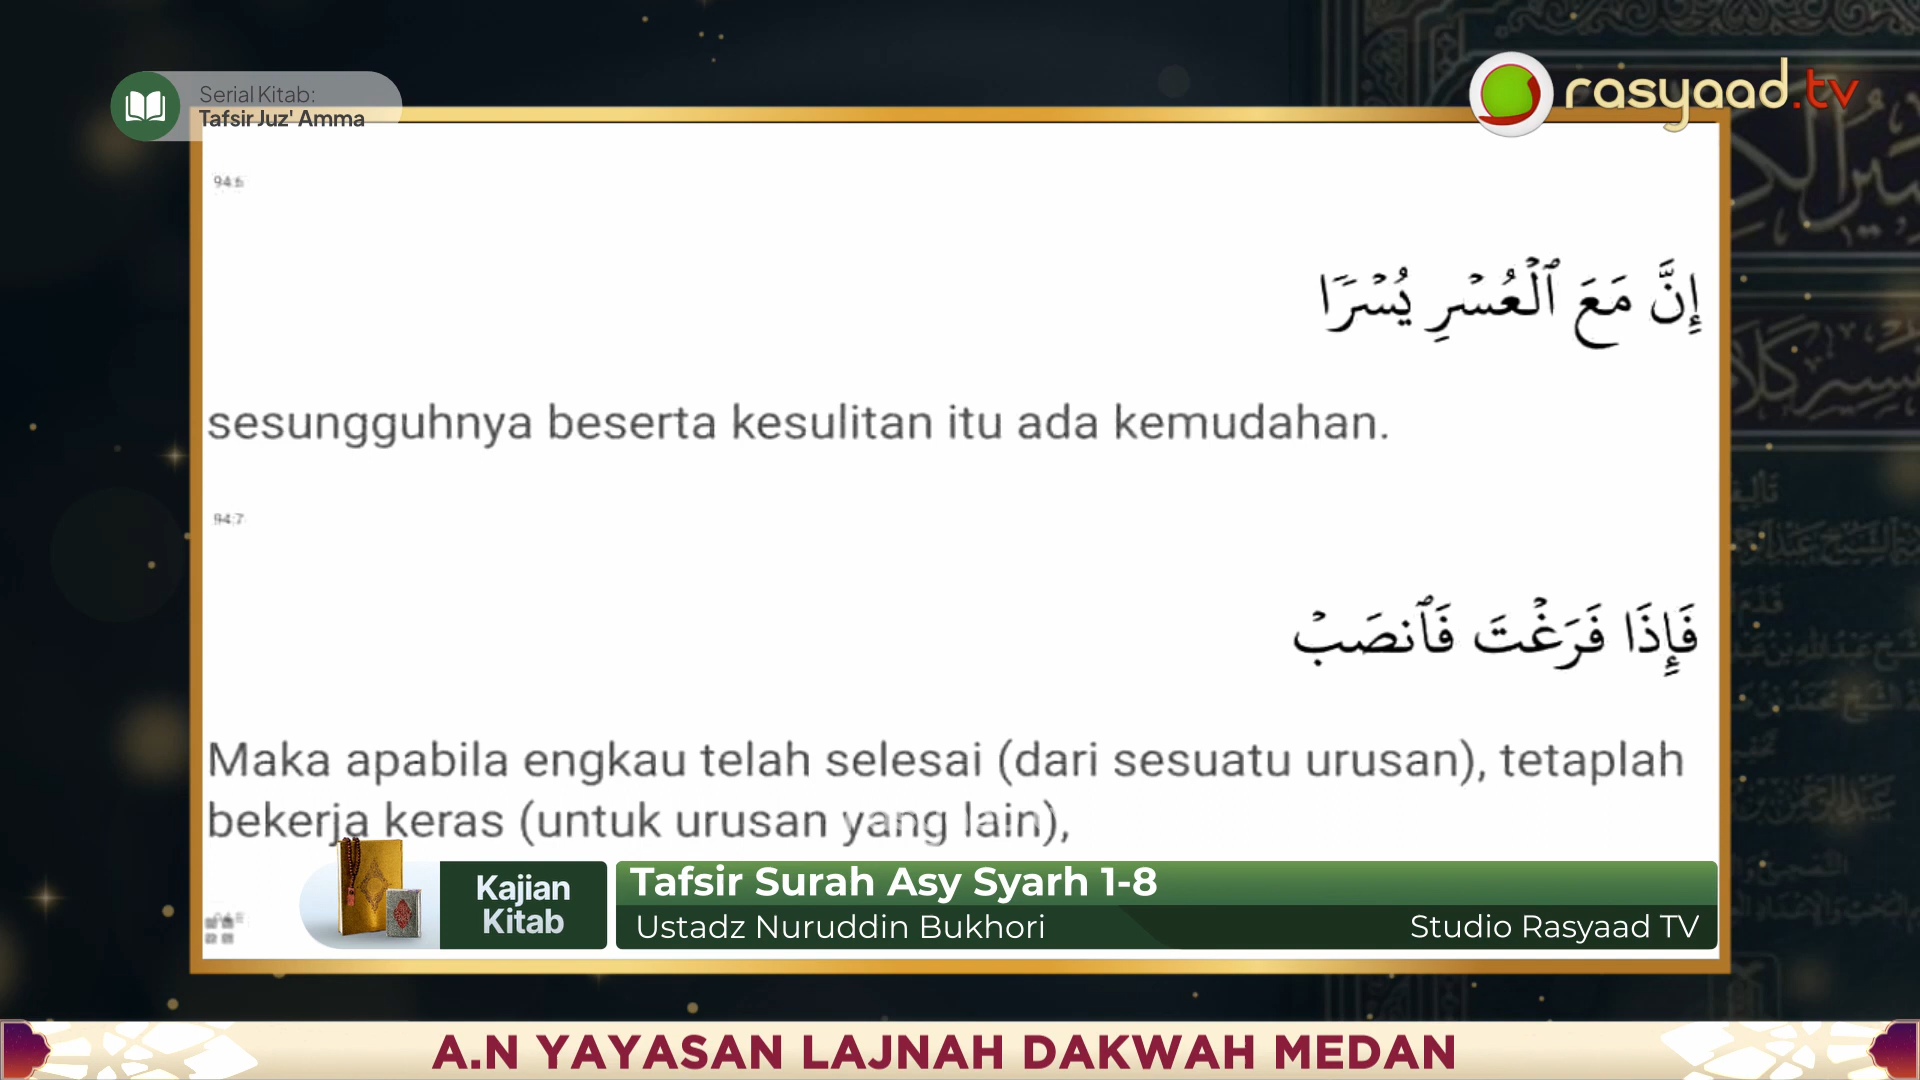 Serial Kitab:
Tafsir Juz' Amma
rasyaad.tv
94:6
إِنَّ مَعَ ٱلْعُسْرِ يُسْرًا
sesungguhnya beserta kesulitan itu ada kemudahan.
94:7
فَإِذَا فَرَغْتَ فَٱنصَبْ
Maka apabila engkau telah selesai (dari sesuatu urusan), tetaplah
bekerja keras (untuk urusan yang lain),
Kajian
Kitab
Tafsir Surah Asy Syarh 1-8
Ustadz Nuruddin Bukhori
Studio Rasyaad TV
A.N YAYASAN LAJNAH DAKWAH MEDAN